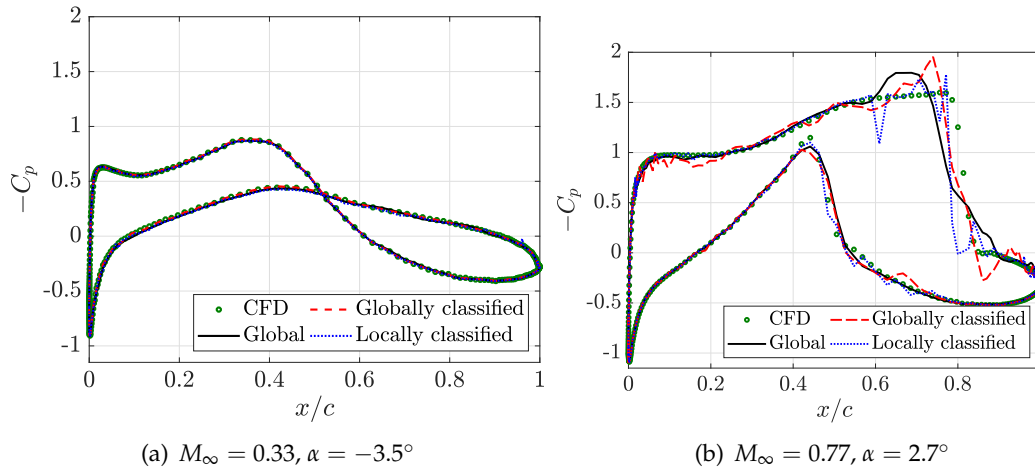 2
1.5
1
0.5
0
-0.5
-1
−C_p
CFD
Globally classified
Global
Locally classified
0 0.2 0.4 0.6 0.8 1
x/c
(a) M∞ = 0.33, α = −3.5°
2
1.5
1
0.5
0
-0.5
-1
−C_p
CFD
Globally classified
Global
Locally classified
0 0.2 0.4 0.6 0.8
x/c
(b) M∞ = 0.77, α = 2.7°